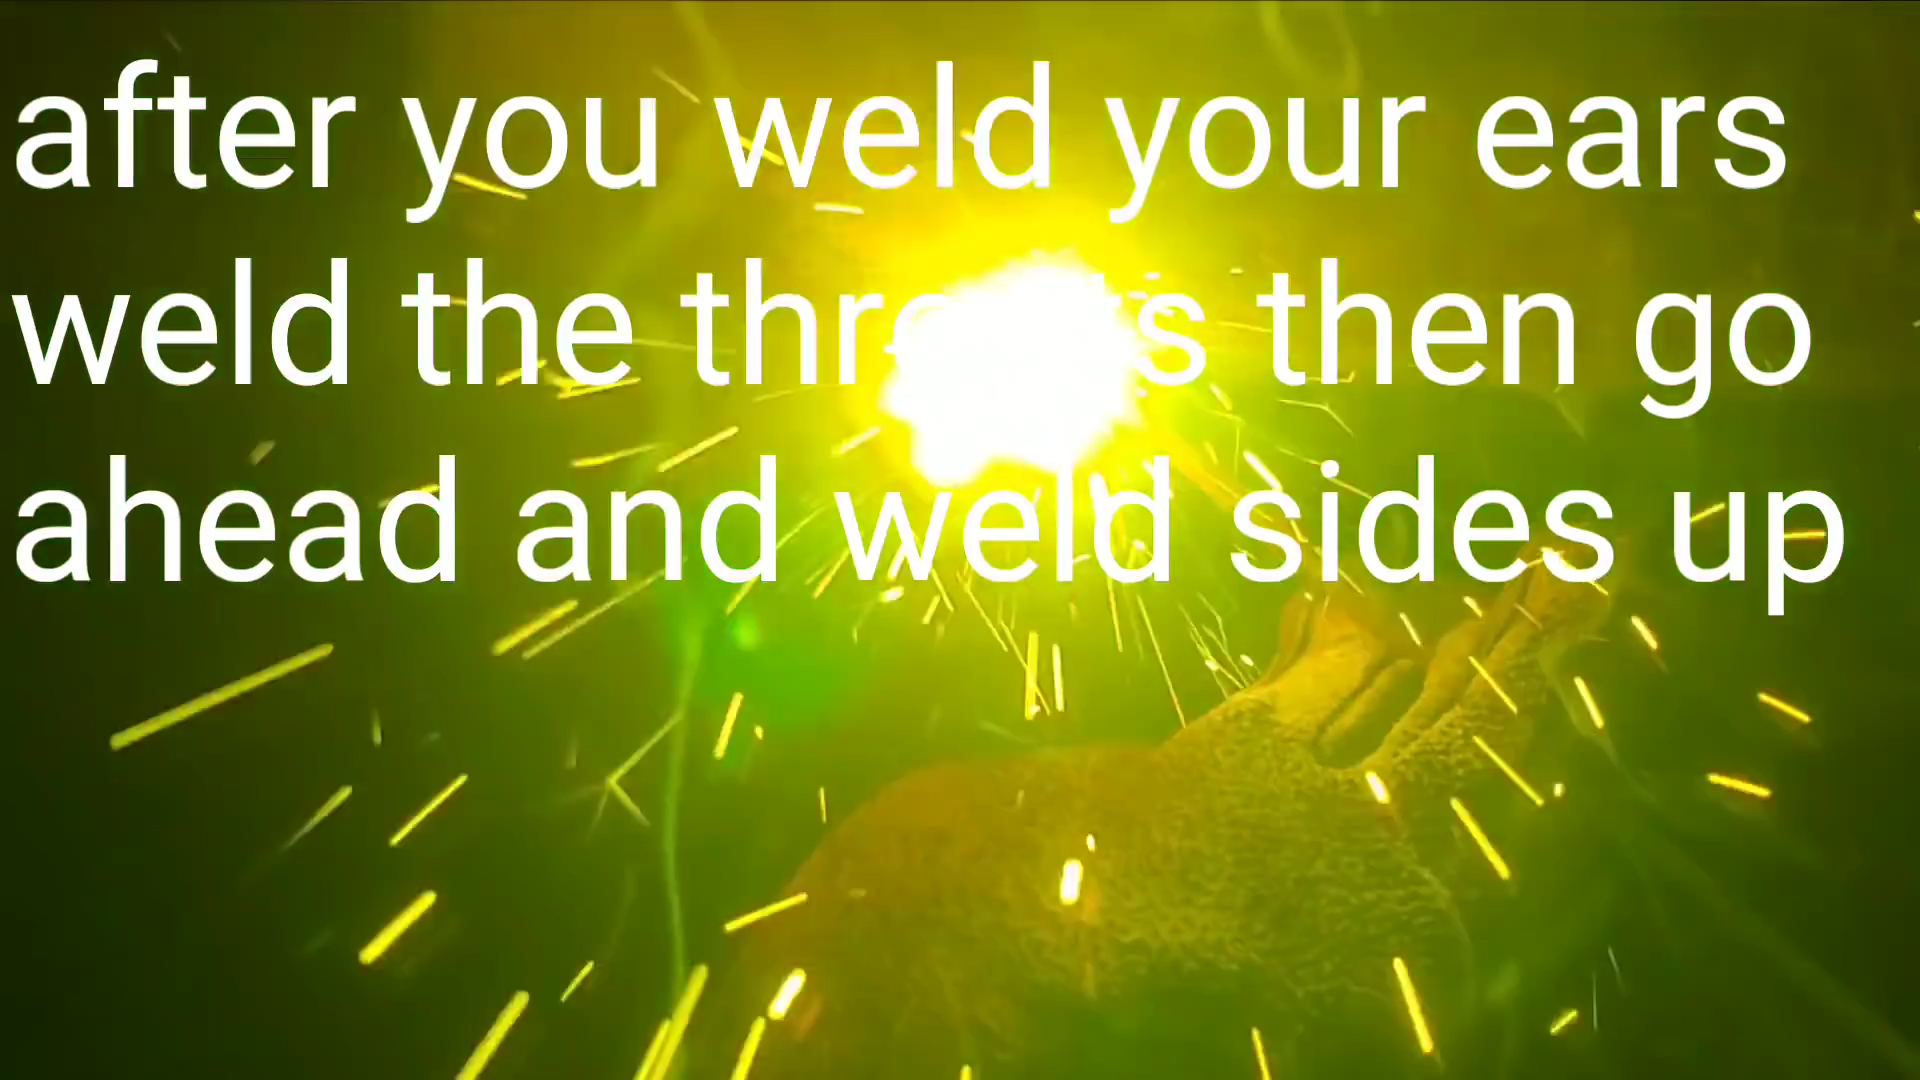 after you weld your ears
weld the then go
ahead and weld sides up